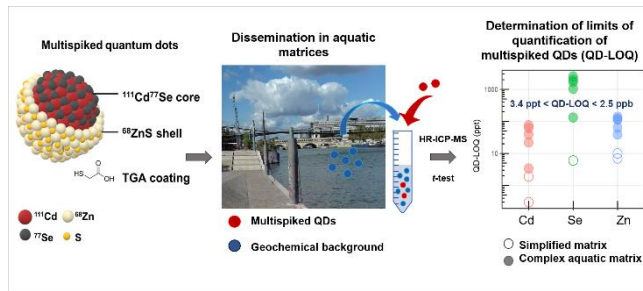 Multispiked quantum dots
¹¹¹Cd⁷⁷Se core
⁶⁸ZnS shell
TGA coating
HS
O
OH
¹¹¹Cd
⁶⁸Zn
⁷⁷Se
S
Dissemination in aquatic
matrices
Multispiked QDs
Geochemical background
HR-ICP-MS
t-test
Determination of limits of
quantification of
multispiked QDs (QD-LOQ)
QD-LOQ (ppt)
1000
10
3.4 ppt < QD-LOQ < 2.5 ppb
Cd
Se
Zn
Simplified matrix
Complex aquatic matrix